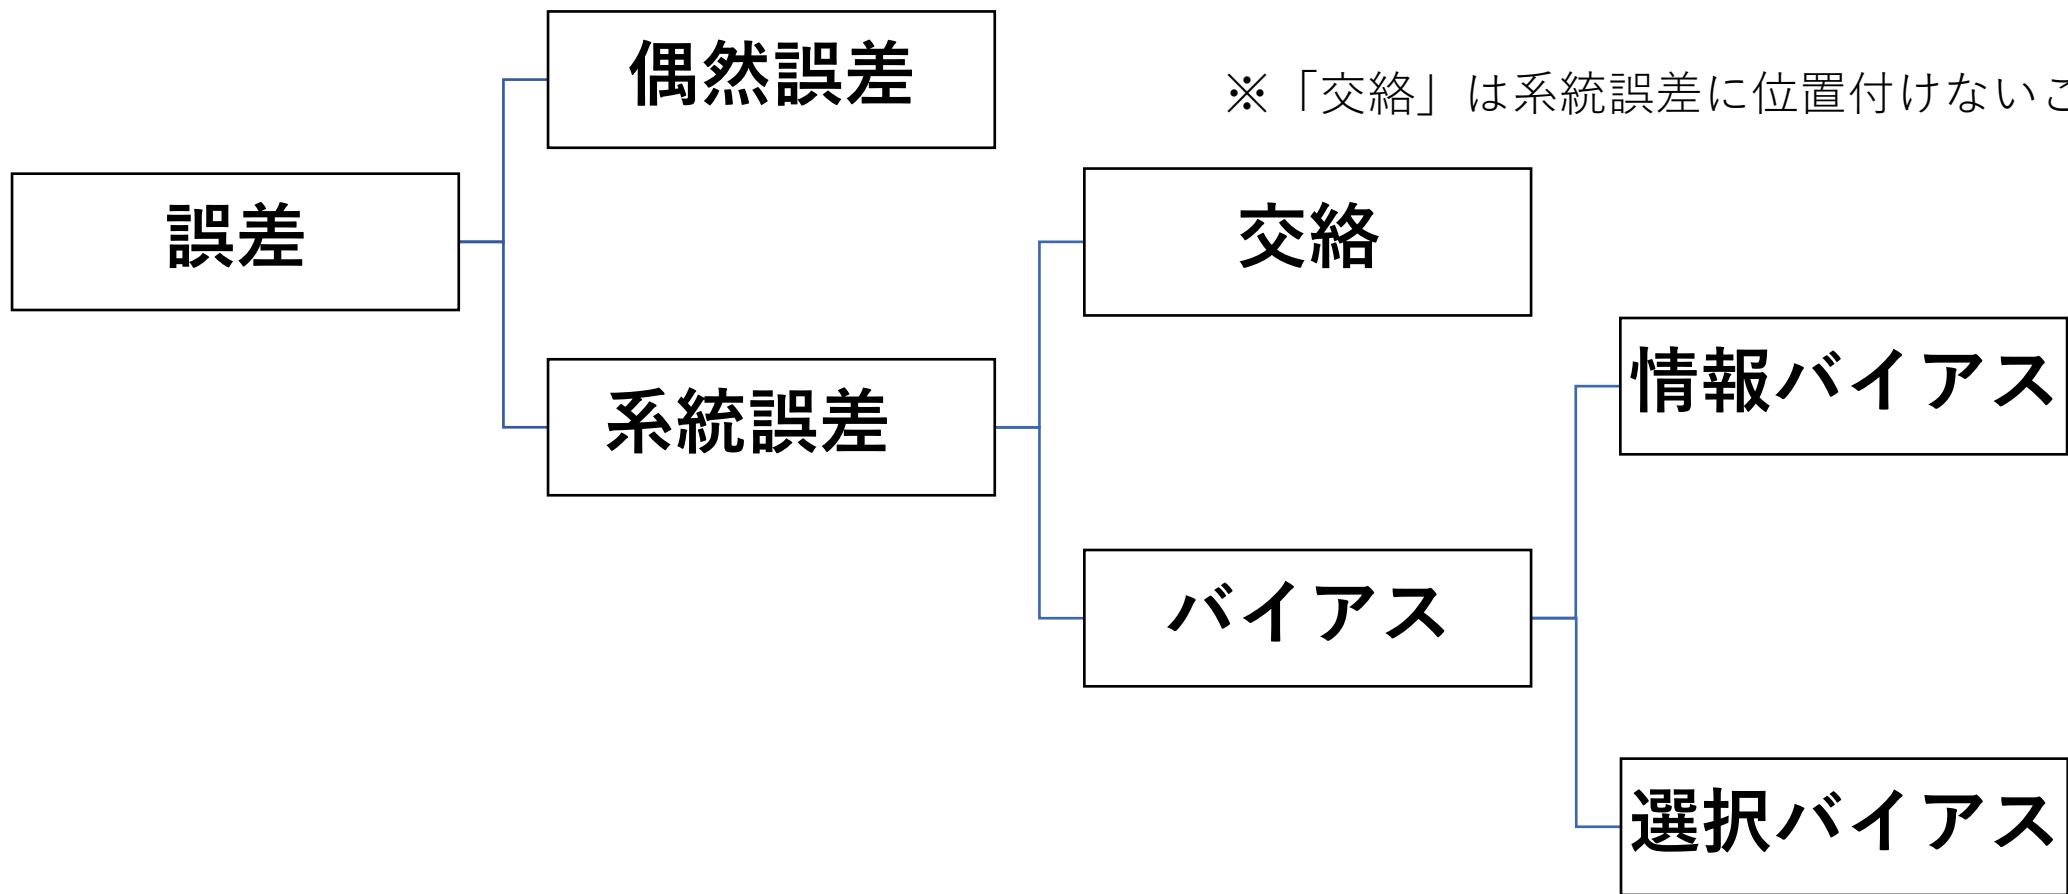 偶然誤差
※「交絡」は系統誤差に位置付けないこ
誤差
交絡
系統誤差
情報バイアス
バイアス
選択バイアス